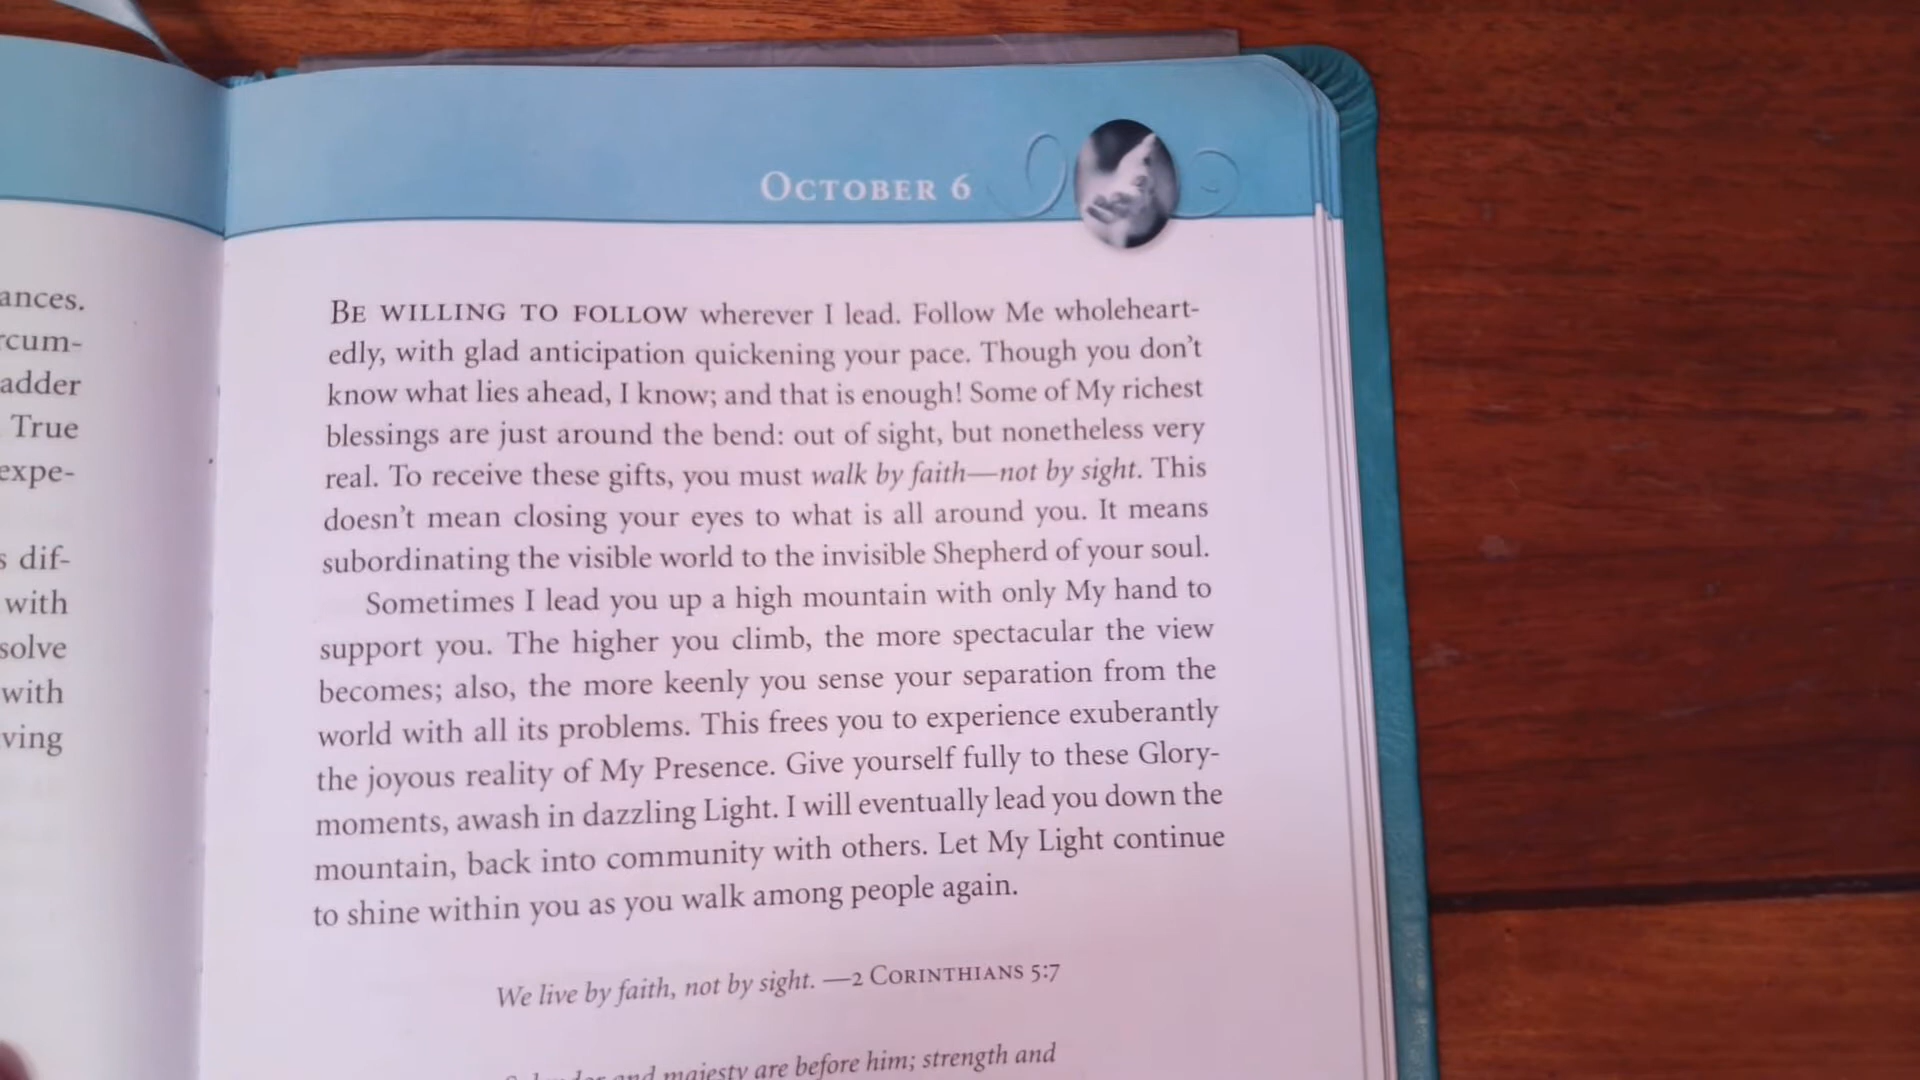 ances.
rcum-
adder
True
expe-
s dif-
with
solve
with
ving
OCTOBER 6
BE WILLING TO FOLLOW wherever I lead. Follow Me wholeheart-
edly, with glad anticipation quickening your pace. Though you don't
know what lies ahead, I know; and that is enough! Some of My richest
blessings are just around the bend: out of sight, but nonetheless very
real. To receive these gifts, you must walk by faith—not by sight. This
doesn't mean closing your eyes to what is all around you. It means
subordinating the visible world to the invisible Shepherd of your soul.
Sometimes I lead you up a high mountain with only My hand to
support you. The higher you climb, the more spectacular the view
becomes; also, the more keenly you sense your separation from the
world with all its problems. This frees you to experience exuberantly
the joyous reality of My Presence. Give yourself fully to these Glory-
moments, awash in dazzling Light. I will eventually lead you down the
mountain, back into community with others. Let My Light continue
to shine within you as you walk among people again.
We live by faith, not by sight. —2 CORINTHIANS 5:7
and majesty are before him; strength and